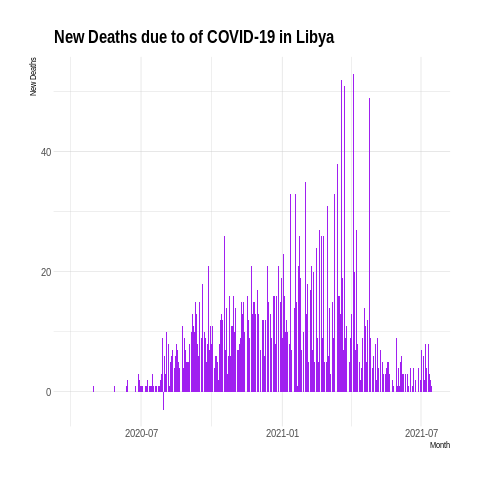 New Deaths due to of COVID-19 in Libya
New Deaths
40
20
0
2020-07
2021-01
2021-07
Month